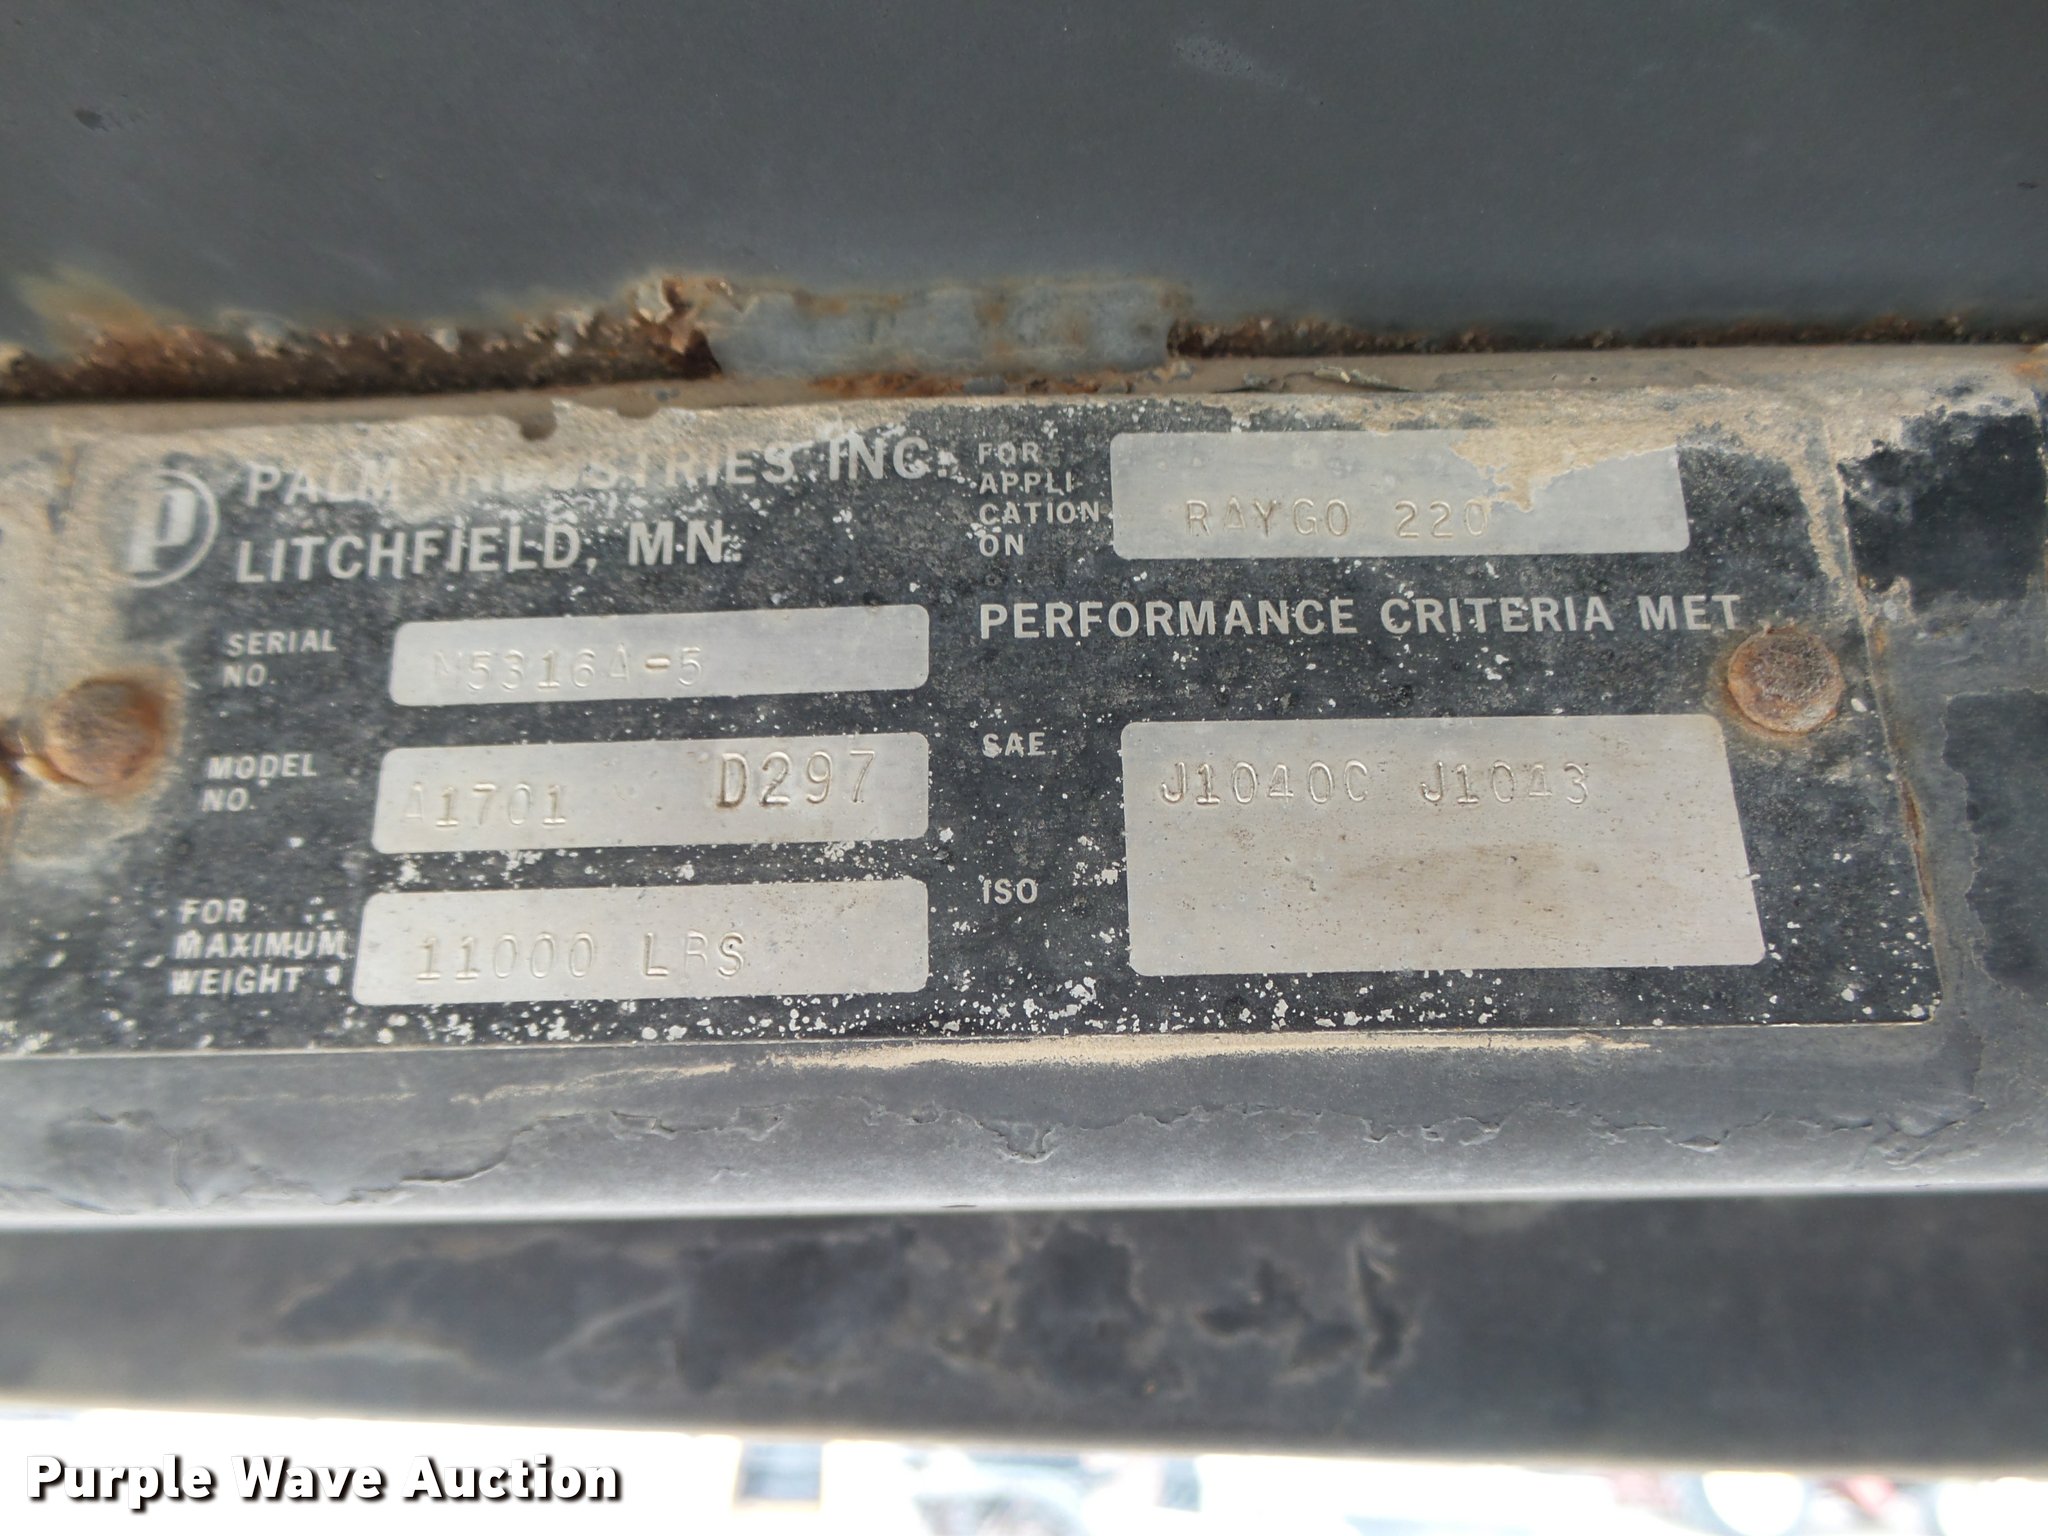 P
PALM INDUSTRIES INC.
LITCHFIELD, MN.
SERIAL
NO.
M5316A-5
MODEL
NO.
A1701 D297
FOR
MAXIMUM
WEIGHT
11000 LBS
FOR
APPLI
CATION
ON
RAYGO 220
PERFORMANCE CRITERIA MET
SAE
J1040C J1043
ISO
Purple Wave Auction